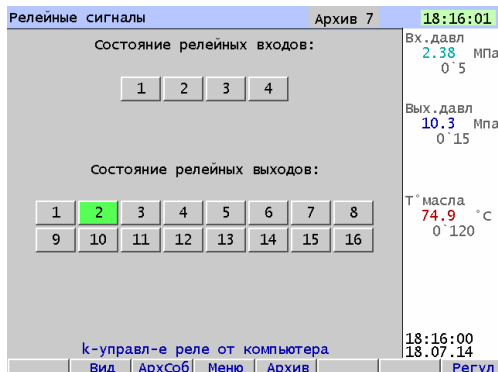 Релейные сигналы Архив 7 18:16:01
Состояние релейных входов:
1 2 3 4
Состояние релейных выходов:
1 2 3 4 5 6 7 8
9 10 11 12 13 14 15 16
k-управл-е реле от компьютера
Вх.давл
2.38 МПа
0`5
Вых.давл
10.3 Мпа
0`15
Т°масла
74.9 °С
0`120
18:16:00
18.07.14
Вид АрхСоб Меню Архив Регул